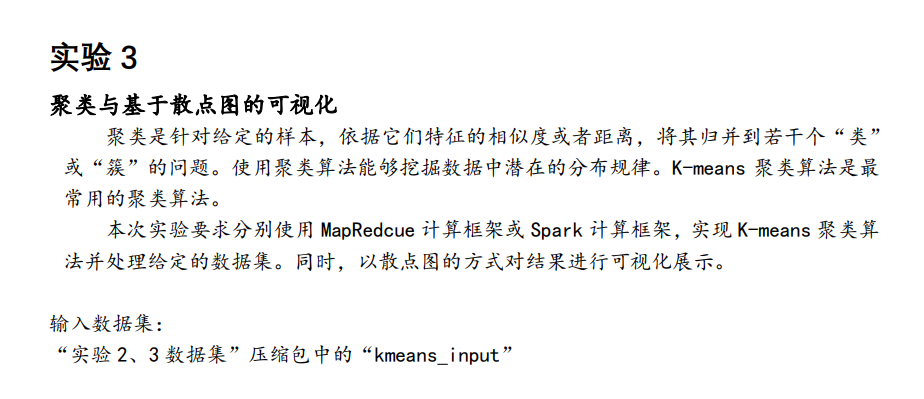 实验 3
聚类与基于散点图的可视化
聚类是针对给定的样本，依据它们特征的相似度或者距离，将其归并到若干个“类”
或“簇”的问题。使用聚类算法能够挖掘数据中潜在的分布规律。K-means 聚类算法是最
常用的聚类算法。
本次实验要求分别使用 MapRedcue 计算框架或 Spark 计算框架，实现 K-means 聚类算
法并处理给定的数据集。同时，以散点图的方式对结果进行可视化展示。
输入数据集：
“实验 2、3 数据集”压缩包中的“kmeans_input”